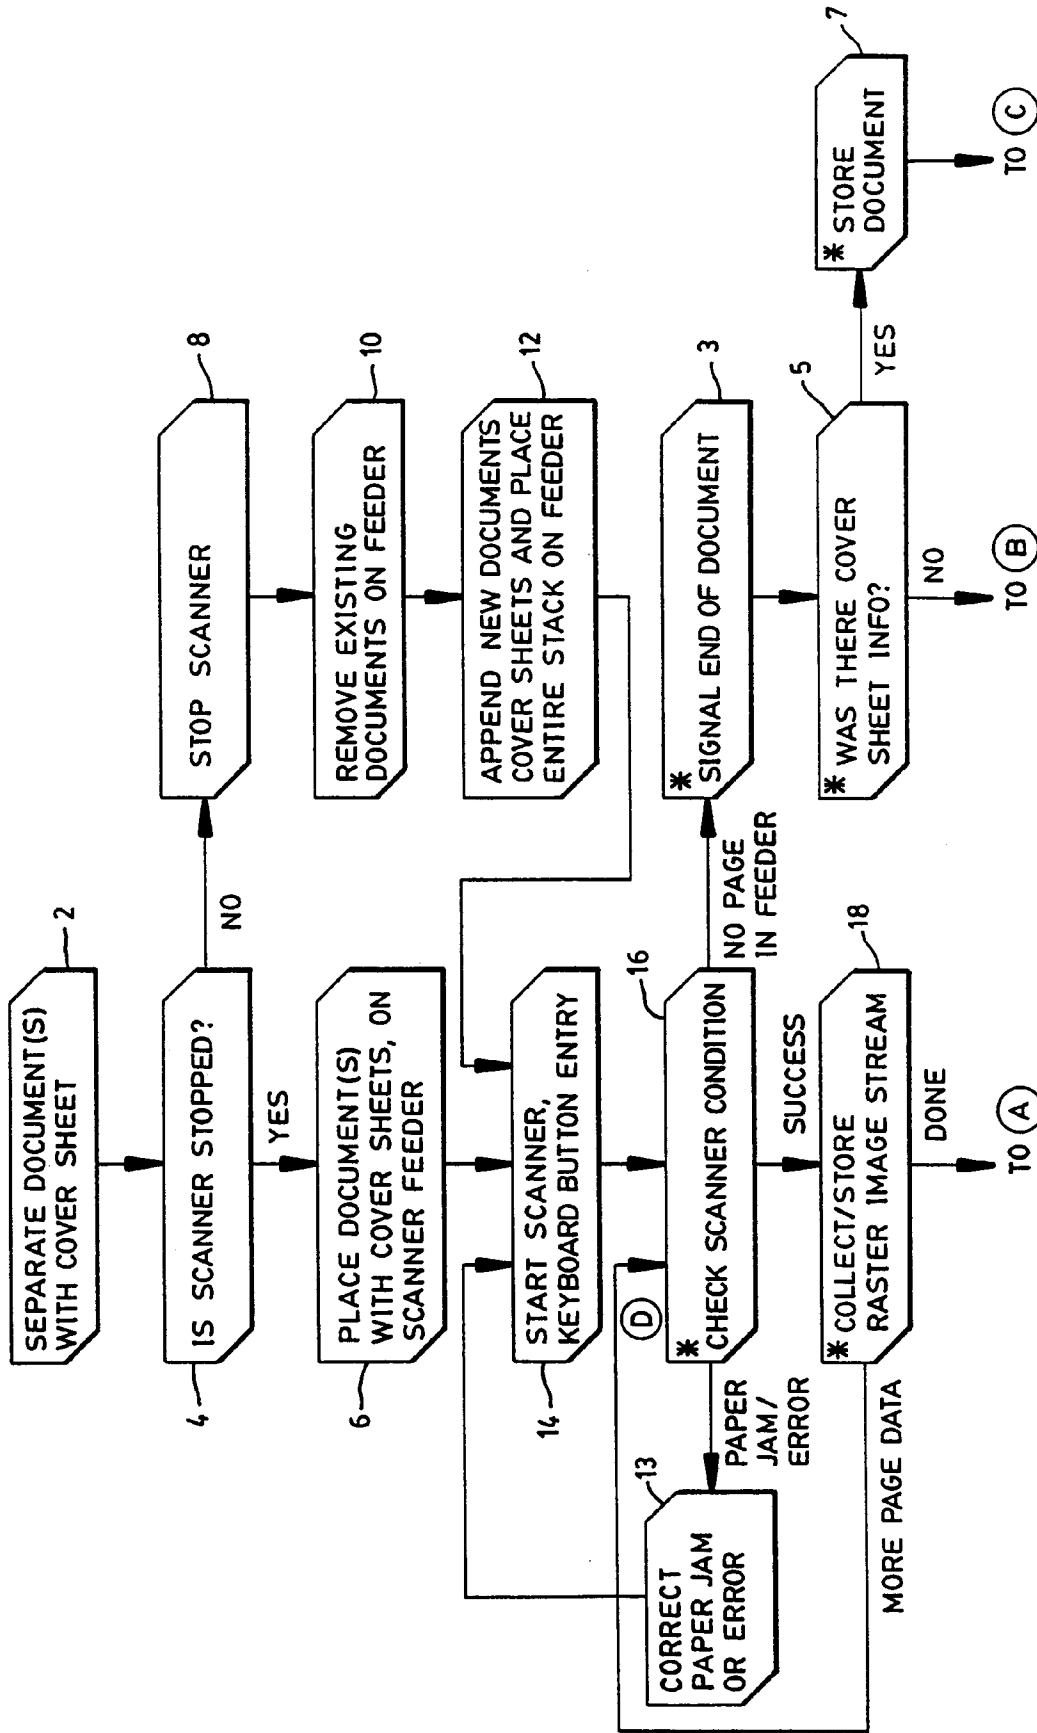 2
SEPARATE DOCUMENT(S)
WITH COVER SHEET
4
IS SCANNER STOPPED?
NO
YES
8
STOP SCANNER
6
PLACE DOCUMENT(S)
WITH COVER SHEETS, ON
SCANNER FEEDER
10
REMOVE EXISTING
DOCUMENTS ON FEEDER
12
APPEND NEW DOCUMENTS
COVER SHEETS AND PLACE
ENTIRE STACK ON FEEDER
14
START SCANNER,
KEYBOARD BUTTON ENTRY
D
16
* CHECK SCANNER CONDITION
PAPER
JAM/
ERROR
13
CORRECT
PAPER JAM
OR ERROR
NO PAGE
IN FEEDER
3
* SIGNAL END OF DOCUMENT
SUCCESS
18
* COLLECT/STORE
RASTER IMAGE STREAM
MORE PAGE DATA
DONE
TO A
5
* WAS THERE COVER
SHEET INFO?
NO
TO B
YES
7
* STORE
DOCUMENT
TO C